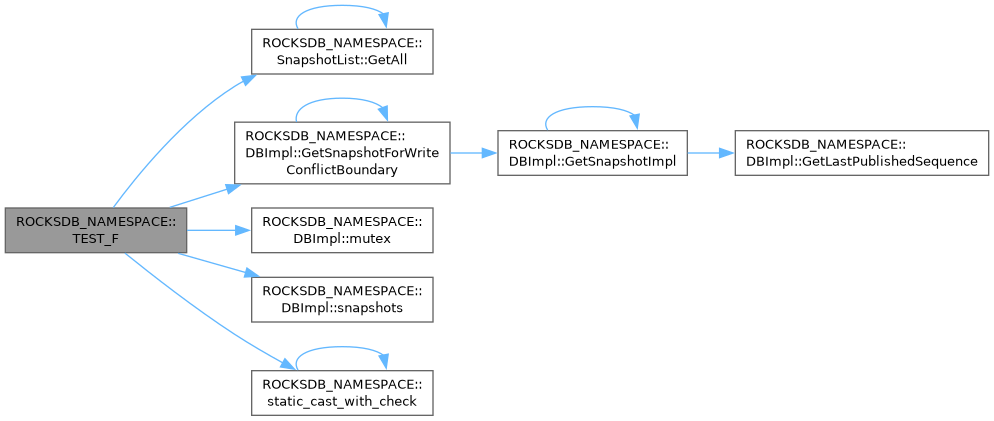 ROCKSDB_NAMESPACE::
SnapshotList::GetAll
ROCKSDB_NAMESPACE::
DBImpl::GetSnapshotForWrite
ConflictBoundary
ROCKSDB_NAMESPACE::
DBImpl::GetSnapshotImpl
ROCKSDB_NAMESPACE::
DBImpl::GetLastPublishedSequence
ROCKSDB_NAMESPACE::
TEST_F
ROCKSDB_NAMESPACE::
DBImpl::mutex
ROCKSDB_NAMESPACE::
DBImpl::snapshots
ROCKSDB_NAMESPACE::
static_cast_with_check